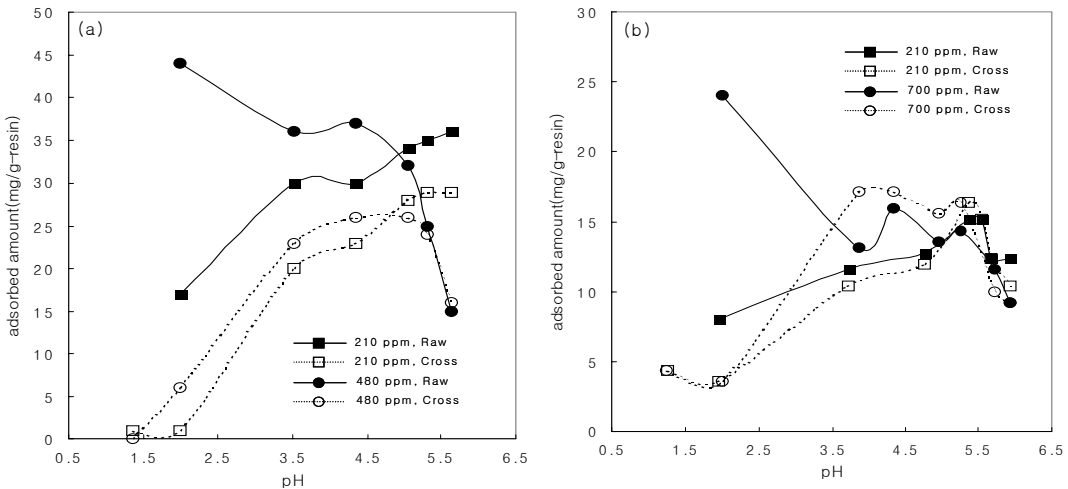 (a)
adsorbed amount(mg/g-resin)
50
45
40
35
30
25
20
15
10
5
0
210 ppm, Raw
210 ppm, Cross
480 ppm, Raw
480 ppm, Cross
0.5 1.5 2.5 3.5 4.5 5.5 6.5
pH
(b)
adsorbed amount(mg/g-resin)
30
25
20
15
10
5
0
210 ppm, Raw
210 ppm, Cross
700 ppm, Raw
700 ppm, Cross
0.5 1.5 2.5 3.5 4.5 5.5 6.5
pH